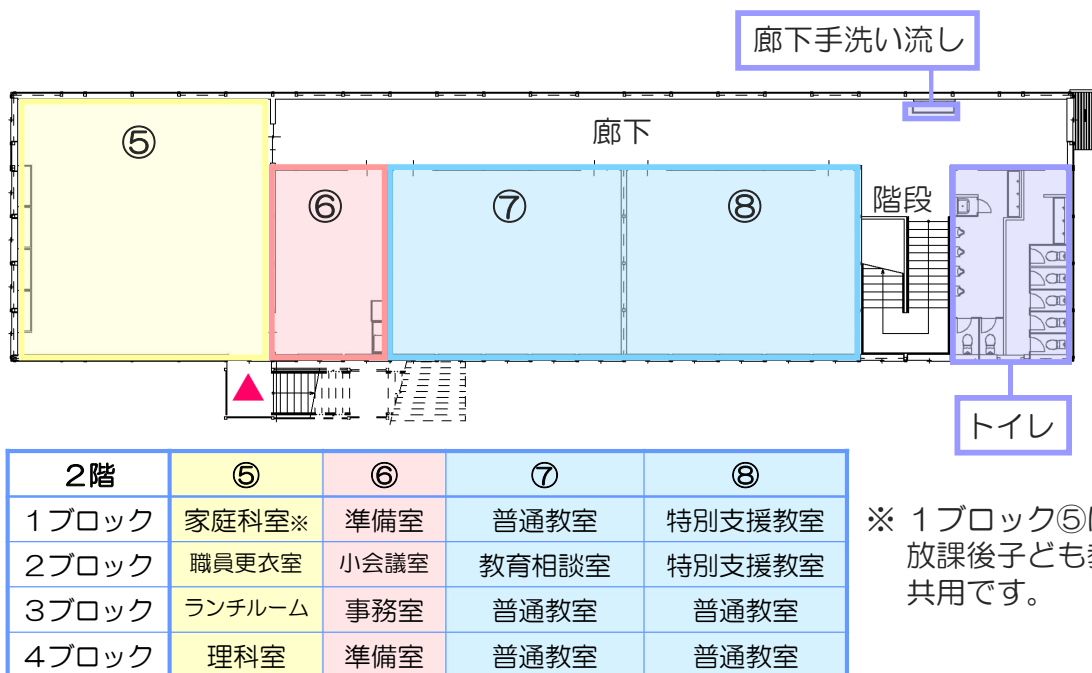 廊下手洗い流し
廊下
⑤
⑥
⑦
⑧
階段
トイレ
2階 ⑤ ⑥ ⑦ ⑧
1ブロック 家庭科室※ 準備室 普通教室 特別支援教室
2ブロック 職員更衣室 小会議室 教育相談室 特別支援教室
3ブロック ランチルーム 事務室 普通教室 普通教室
4ブロック 理科室 準備室 普通教室 普通教室
※ 1ブロック⑤
放課後子ども
共用です。